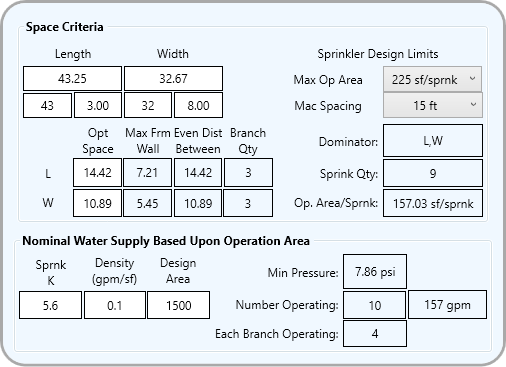 Space Criteria
Length Width Sprinkler Design Limits
43.25 32.67 Max Op Area 225 sf/sprnk
43 3.00 32 8.00 Mac Spacing 15 ft
Opt Max Frm Even Dist Branch
Space Wall Between Qty
Dominator: L,W
L 14.42 7.21 14.42 3 Sprink Qty: 9
W 10.89 5.45 10.89 3 Op. Area/Sprnk: 157.03 sf/sprnk
Nominal Water Supply Based Upon Operation Area
Sprnk Density Design
K (gpm/sf) Area
Min Pressure: 7.86 psi
5.6 0.1 1500 Number Operating: 10 157 gpm
Each Branch Operating: 4